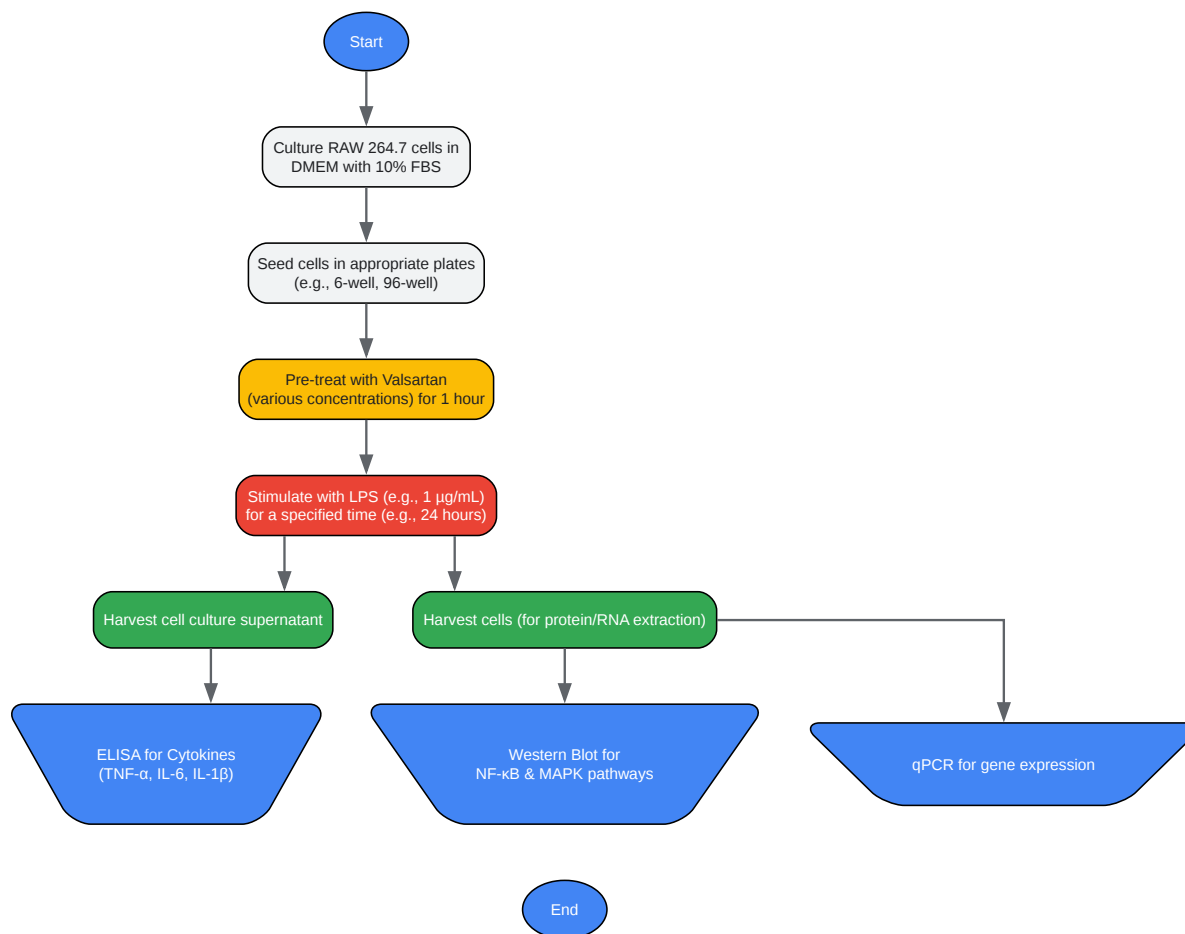 Start
Culture RAW 264.7 cells in
DMEM with 10% FBS
Seed cells in appropriate plates
(e.g., 6-well, 96-well)
Pre-treat with Valsartan
(various concentrations) for 1 hour
Stimulate with LPS (e.g., 1 µg/mL)
for a specified time (e.g., 24 hours)
Harvest cell culture supernatant
Harvest cells (for protein/RNA extraction)
ELISA for Cytokines
(TNF-α, IL-6, IL-1β)
Western Blot for
NF-κB & MAPK pathways
qPCR for gene expression
End